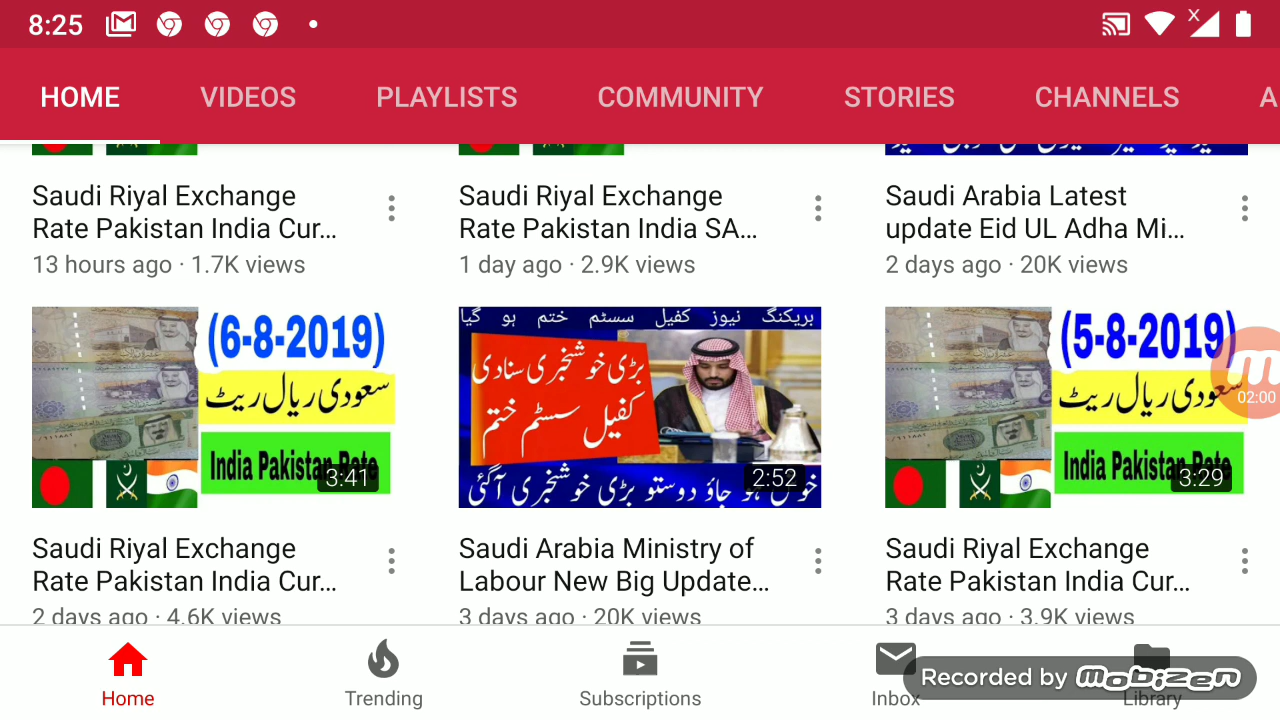 8:25
HOME VIDEOS PLAYLISTS COMMUNITY STORIES CHANNELS A
Saudi Riyal Exchange
Rate Pakistan India Cur...
13 hours ago · 1.7K views
Saudi Riyal Exchange
Rate Pakistan India SA...
1 day ago · 2.9K views
Saudi Arabia Latest
update Eid UL Adha Mi...
2 days ago · 20K views
(6-8-2019)
سعودی ریال ریٹ
India Pakistan Rate
3:41
بریکنگ نیوز کفیل سسٹم ختم ہو گیا
بڑی خوشخبری سنا دی
کفیل سسٹم ختم
خوش ہو جاؤ دوستو بڑی خوشخبری آگئی
2:52
(5-8-2019)
سعودی ریال ریٹ
India Pakistan Rate
3:29
02:00
Saudi Riyal Exchange
Rate Pakistan India Cur...
2 days ago · 4.6K views
Saudi Arabia Ministry of
Labour New Big Update...
3 days ago · 20K views
Saudi Riyal Exchange
Rate Pakistan India Cur...
3 days ago · 3.9K views
Home Trending Subscriptions Inbox Library
Recorded by Mobizen